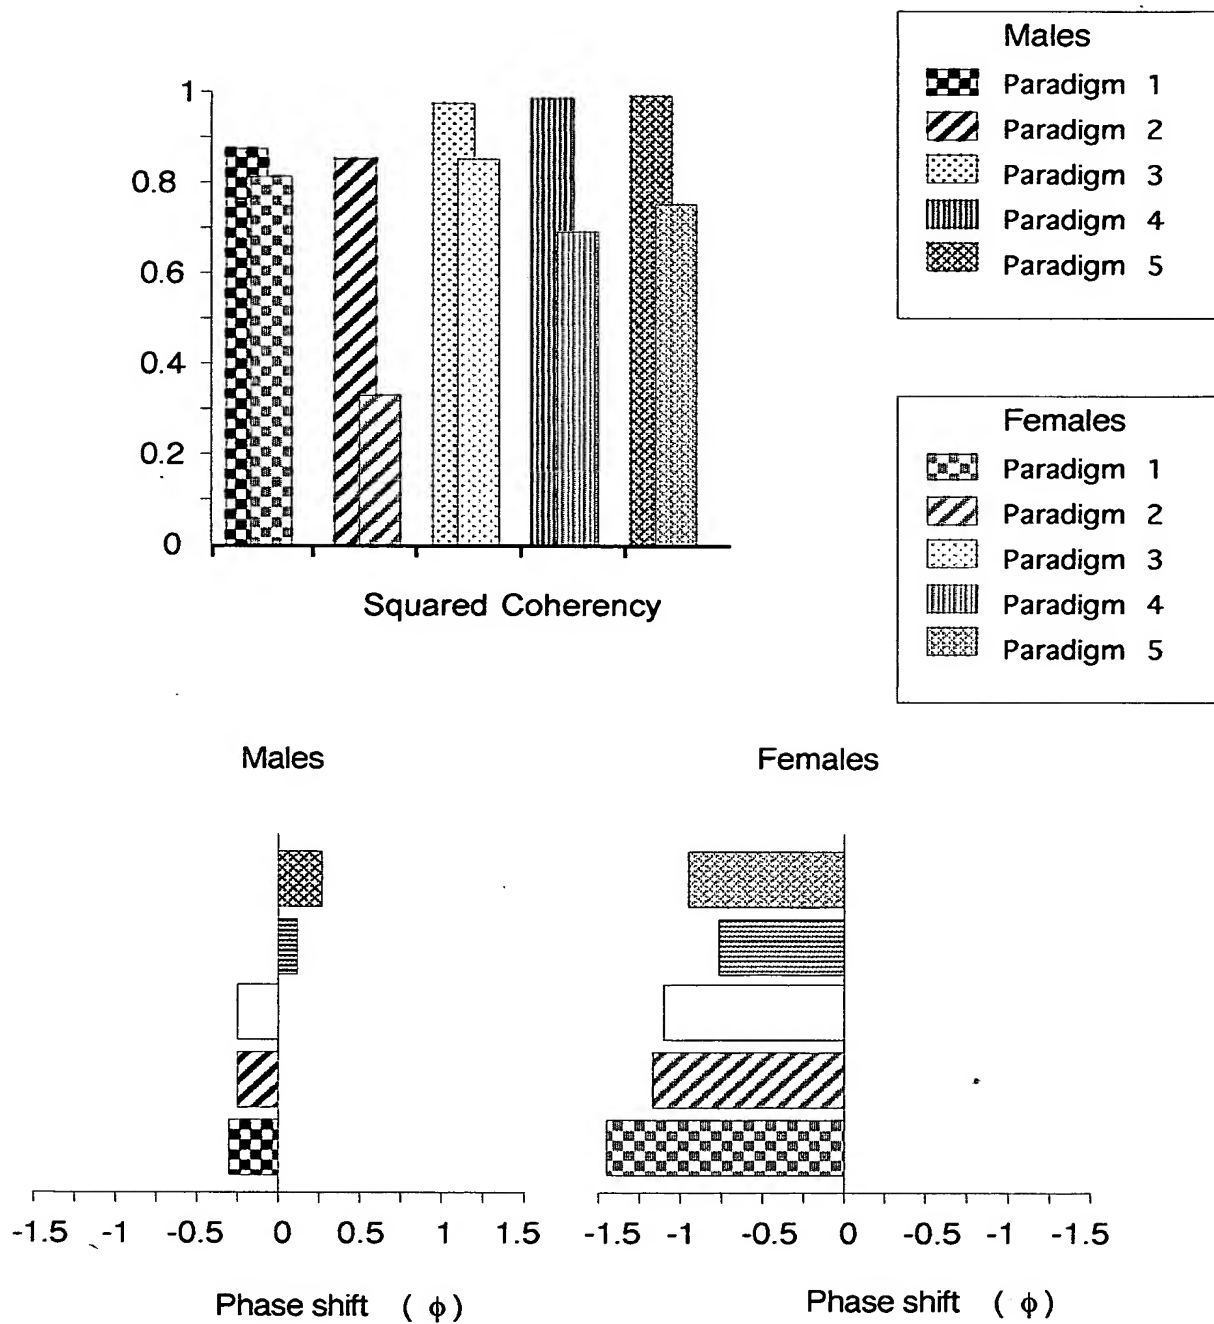 1
0.8
0.6
0.4
0.2
0
Squared Coherency
Males
Paradigm 1
Paradigm 2
Paradigm 3
Paradigm 4
Paradigm 5
Females
Paradigm 1
Paradigm 2
Paradigm 3
Paradigm 4
Paradigm 5
Males
-1.5 -1 -0.5 0 0.5 1 1.5
Phase shift ( ϕ )
Females
-1.5 -1 -0.5 0 -0.5 -1 -1.5
Phase shift ( ϕ )